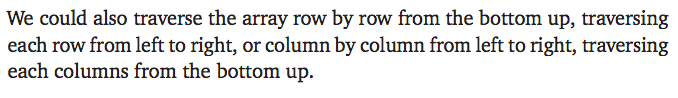 We could also traverse the array row by row from the bottom up, traversing
each row from left to right, or column by column from left to right, traversing
each columns from the bottom up.